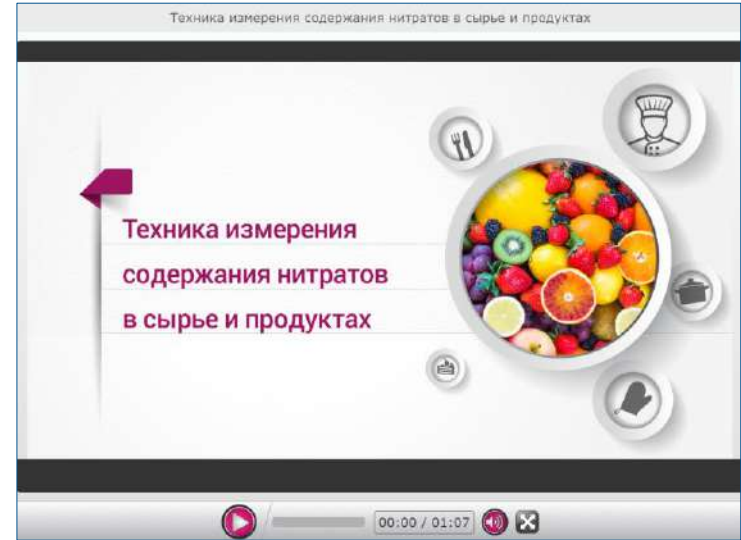 Техника измерения содержания нитратов в сырье и продуктах
Техника измерения
содержания нитратов
в сырье и продуктах
00:00 / 01:07